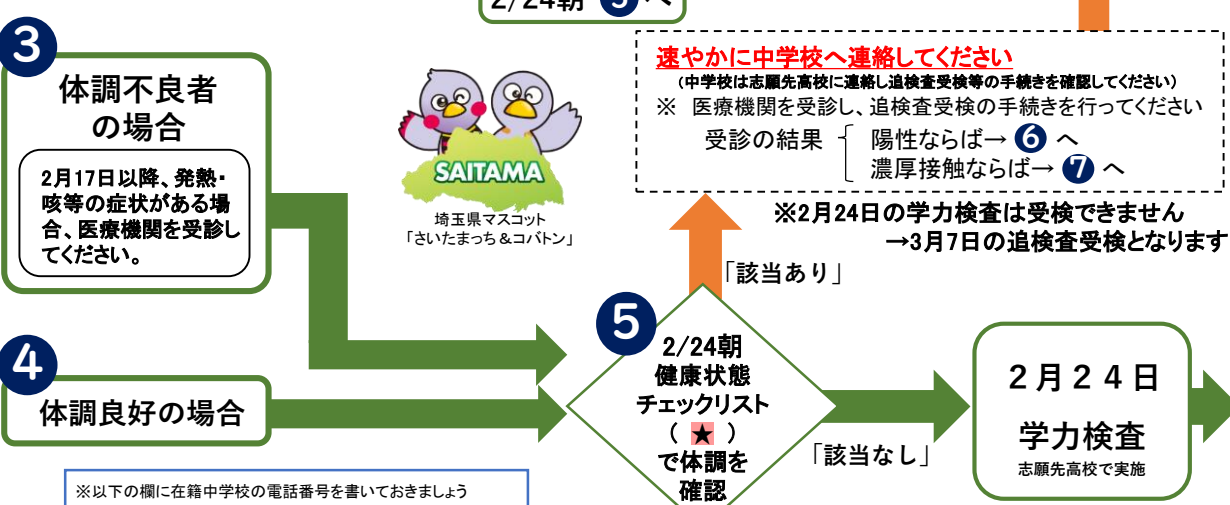 2/24朝 ❺ へ
❸
体調不良者
の場合
2月17日以降、発熱・
咳等の症状がある場
合、医療機関を受診し
てください。
SAITAMA
埼玉県マスコット
「さいたまっち&コバトン」
速やかに中学校へ連絡してください
(中学校は志願先高校に連絡し追検査受検等の手続きを確認してください)
※ 医療機関を受診し、追検査受検の手続きを行ってください
受診の結果 陽性ならば→ ❻ へ
濃厚接触ならば→ ❼ へ
※2月24日の学力検査は受検できません
→3月7日の追検査受検となります
「該当あり」
❹
体調良好の場合
❺
2/24朝
健康状態
チェックリスト
( ★ )
で体調を
確認
「該当なし」
2月24日
学力検査
志願先高校で実施
※以下の欄に在籍中学校の電話番号を書いておきましょう